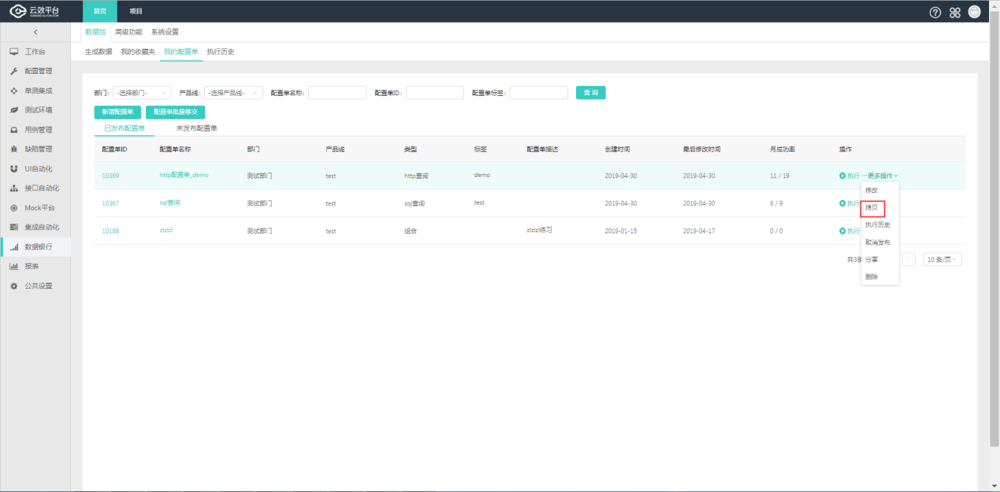 云效平台 首页 项目
数据池 高级功能 系统设置
生成数据 我的收藏夹 我的配置单 执行历史
工作台
配置管理
单测集成
测试环境
用例管理
缺陷管理
UI自动化
接口自动化
Mock平台
集成自动化
数据银行
报表
公共设置
部门: -选择部门- 产品线: -选择产品线- 配置单名称: 配置单ID: 配置单标签: 查询
新增配置单 配置单批量移交
已发布配置单 未发布配置单
配置单ID 配置单名称 部门 产品线 类型 标签 配置单描述 创建时间 最后修改时间 月成功率 操作
10369 http配置单_demo 测试部门 test http查询 demo 2019-04-30 2019-04-30 11 / 19 执行 ···更多操作
10367 sql查询 测试部门 test sql查询 test 2019-04-30 2019-04-30 6 / 9 执行
10188 zlzlzl 测试部门 test 组合 zlzlzl练习 2019-01-15 2019-04-17 0 / 0 执行
修改
拷贝
执行历史
取消发布
分享
删除
共3条 10 条/页